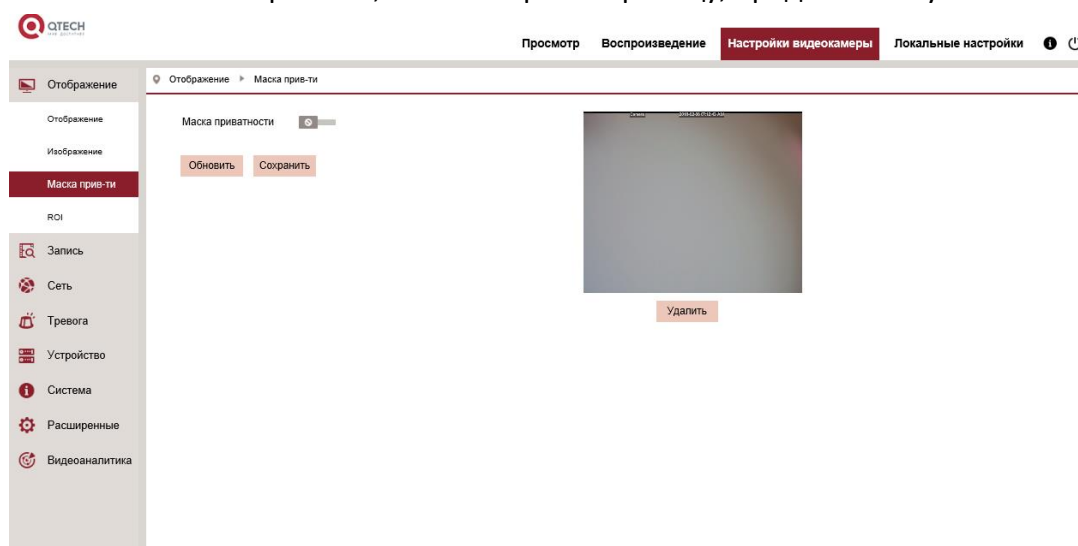 QTECH
Просмотр Воспроизведение Настройки видеокамеры Локальные настройки
Отображение
Отображение Маска прив-ти
Отображение
Маска приватности
Изображение
Обновить Сохранить
Маска прив-ти
ROI
Запись
Сеть
Удалить
Тревога
Устройство
Система
Расширенные
Видеоаналитика